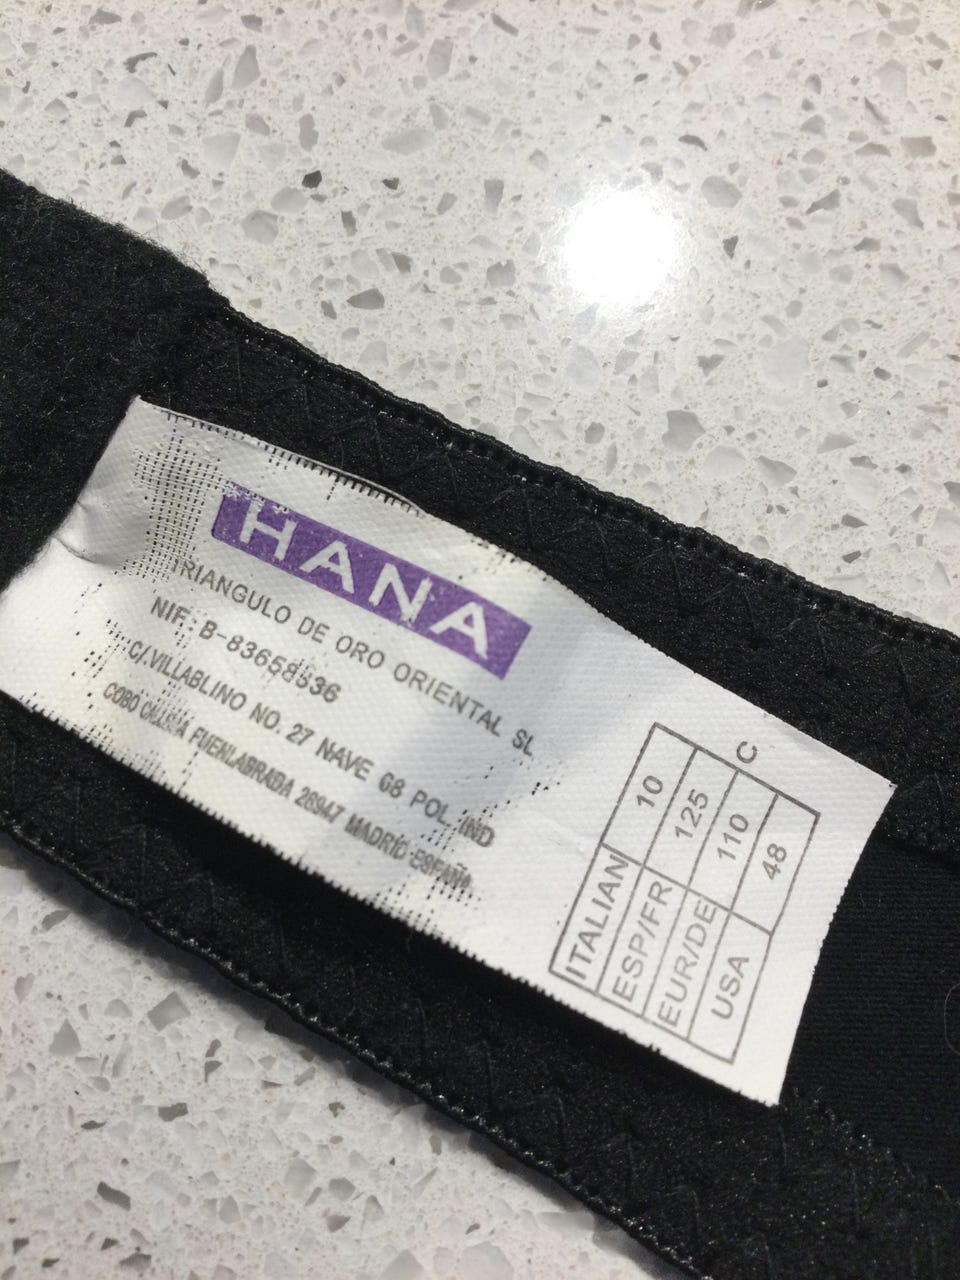 HANA
TRIANGULO DE ORO ORIENTAL SL
NIF: B-83658536
C/.VILLABLINO NO. 27 NAVE G8 POL. IND
COBO CALLEJA FUENLABRADA 28947 MADRID-ESPAÑA
C
ITALIAN 10
ESP/FR 125
EUR/DE 110
USA 48